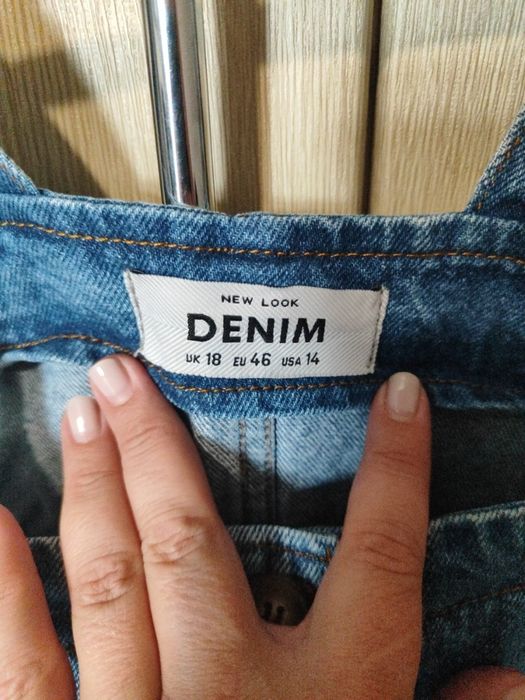 NEW LOOK
DENIM
UK 18 EU 46 USA 14